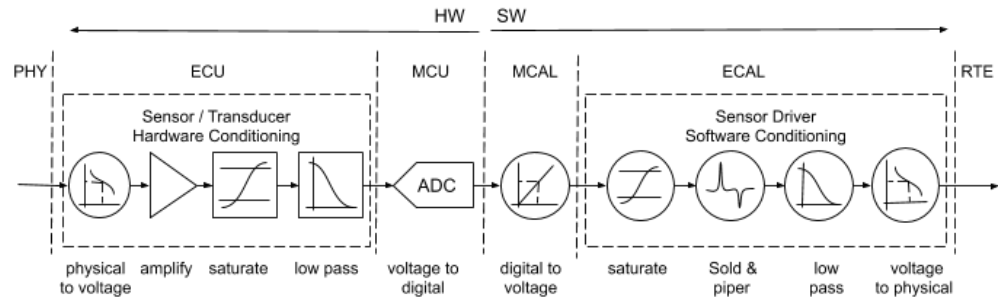 HW SW
PHY ECU MCU MCAL ECAL RTE
Sensor / Transducer
Hardware Conditioning
Sensor Driver
Software Conditioning
ADC
physical
to voltage
amplify
saturate
low pass
voltage to
digital
digital to
voltage
saturate
Sold &
piper
low
pass
voltage
to physical